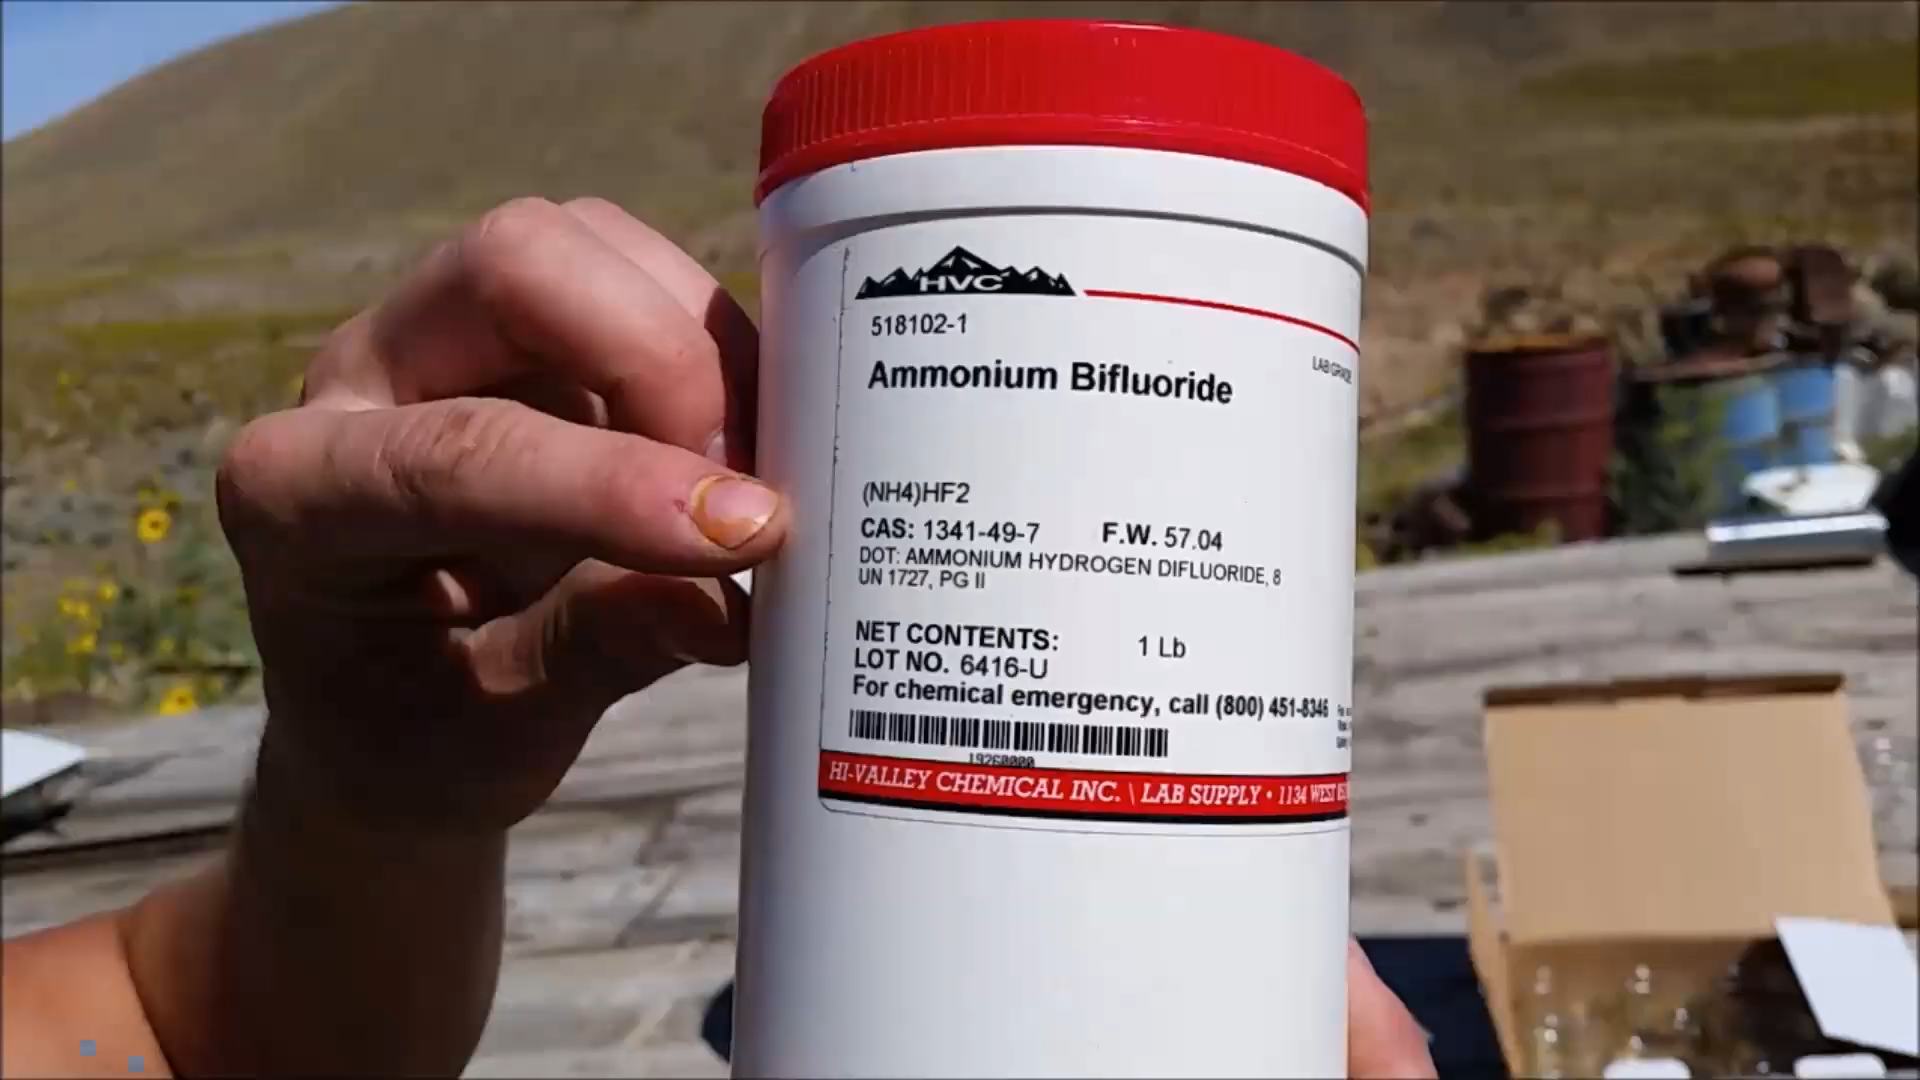 HVC
518102-1
LAB GRADE
Ammonium Bifluoride
(NH4)HF2
CAS: 1341-49-7 F.W. 57.04
DOT: AMMONIUM HYDROGEN DIFLUORIDE, 8
UN 1727, PG II
NET CONTENTS: 1 Lb
LOT NO. 6416-U
For chemical emergency, call (800) 451-8346
HI-VALLEY CHEMICAL INC. \ LAB SUPPLY • 1134 WEST